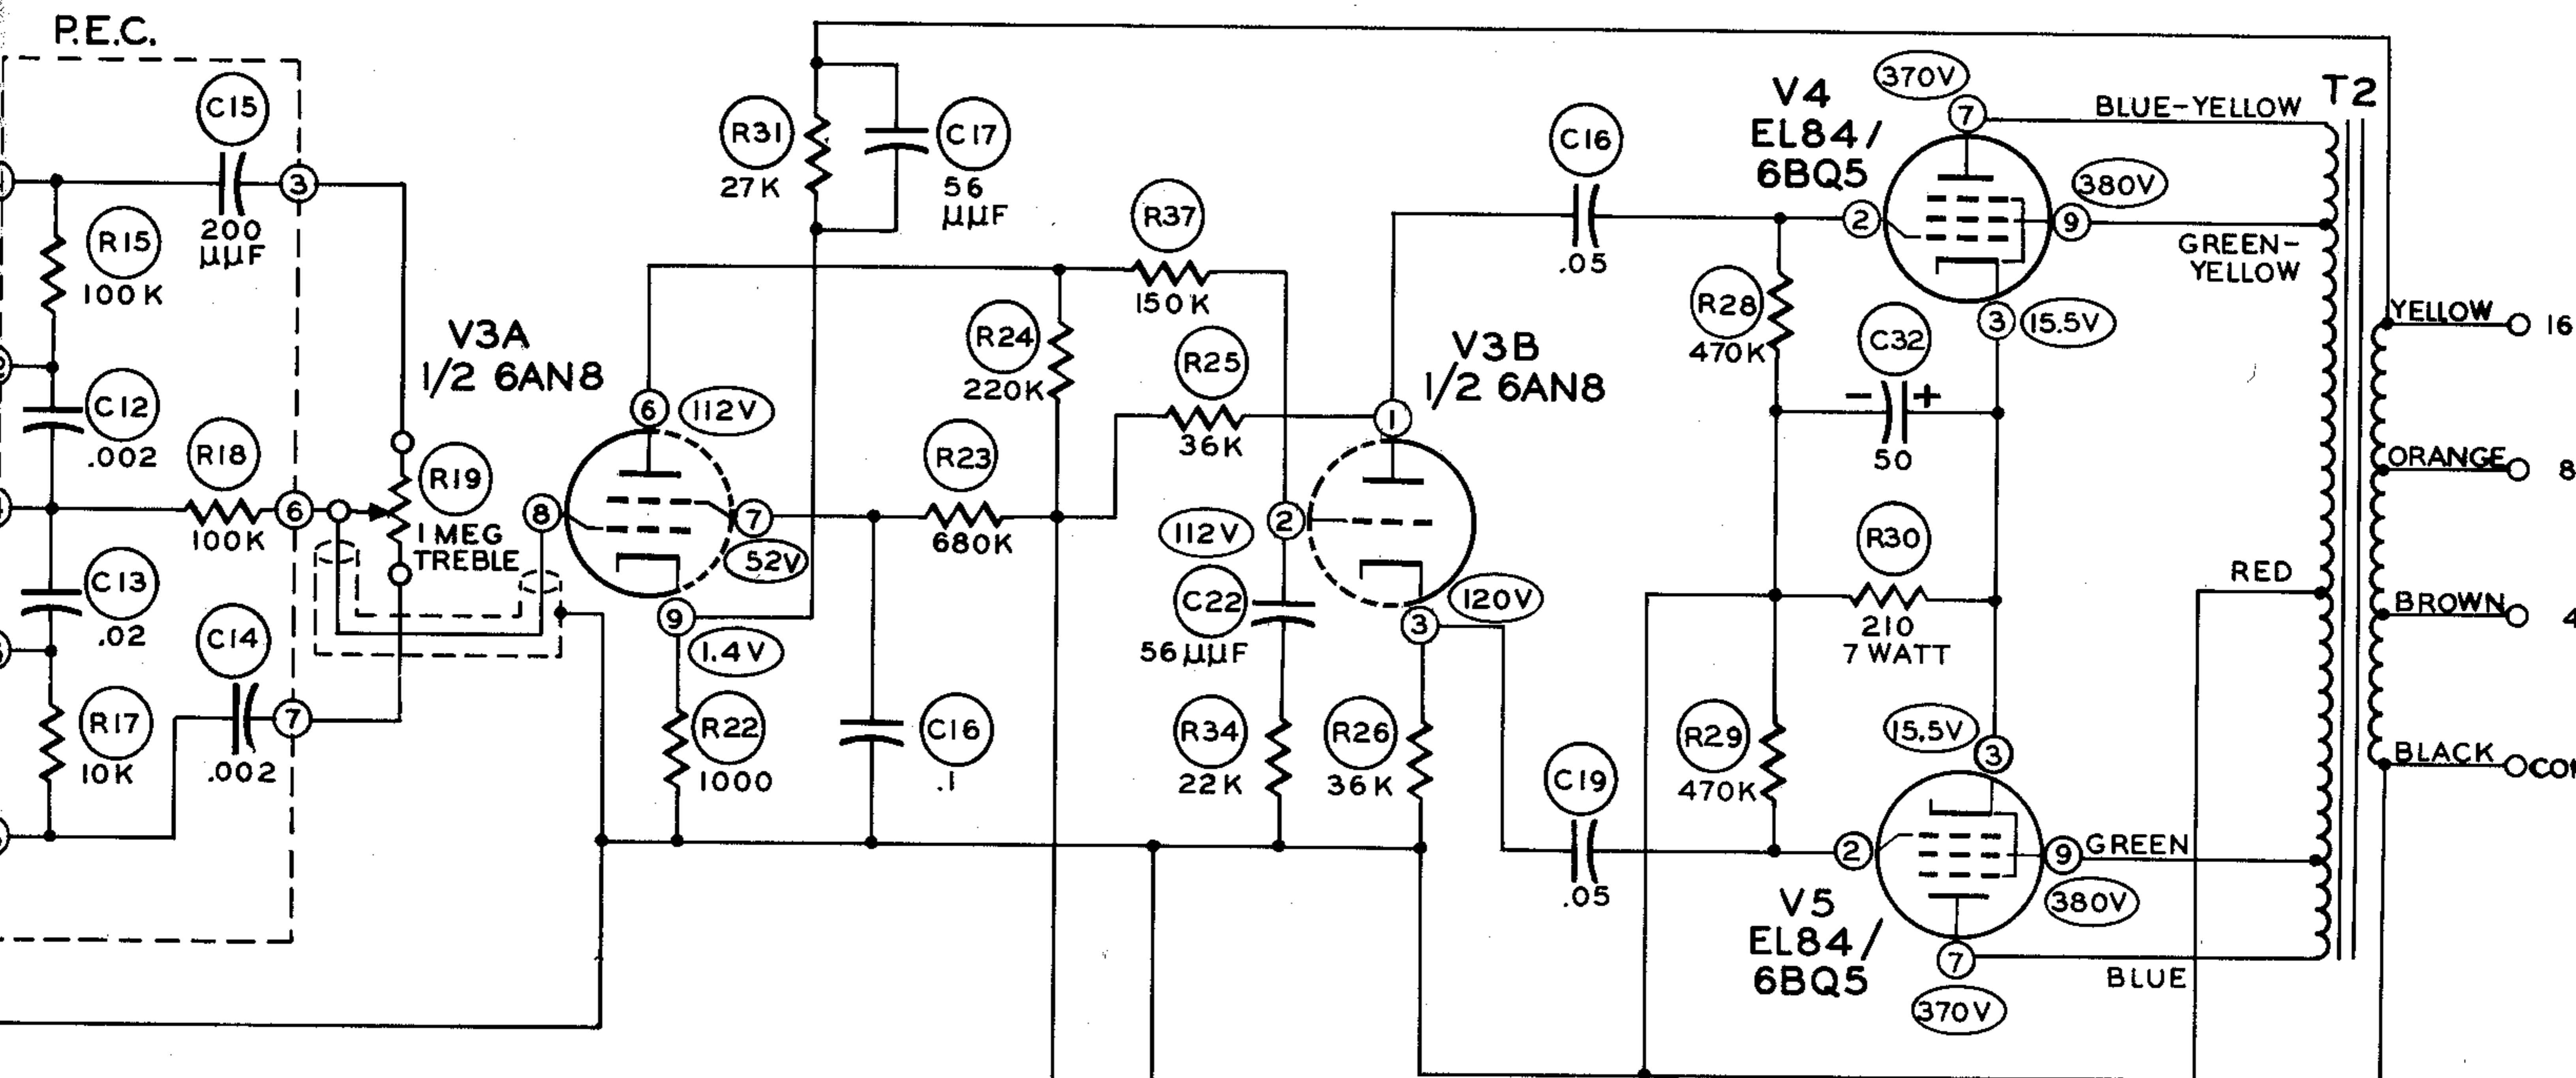 P.E.C.
C15
200
μμF
3
R15
100K
C12
.002
R18
100K
6
R19
1 MEG
TREBLE
C13
.02
C14
.002
7
R17
10K
V3A
1/2 6AN8
6
112V
8
7
52V
9
1.4V
R22
1000
R31
27K
C17
56
μμF
R37
150K
R24
220K
R25
36K
R23
680K
C16
.1
V3B
1/2 6AN8
1
2
112V
3
120V
C22
56μμF
R34
22K
R26
36K
C16
.05
C19
.05
V4
EL84/
6BQ5
370V
7
2
9
380V
3
15.5V
R28
470K
C32
- +
50
R30
210
7 WATT
R29
470K
15.5V
3
2
9
380V
7
370V
V5
EL84/
6BQ5
T2
BLUE-YELLOW
GREEN-
YELLOW
RED
GREEN
BLUE
YELLOW 16
ORANGE 8
BROWN 4
BLACK